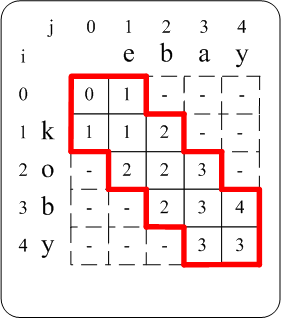 j 0 1 2 3 4
i e b a y
0 0 1 - - -
1 k 1 1 2 - -
2 o - 2 2 3 -
3 b - - 2 3 4
4 y - - - 3 3